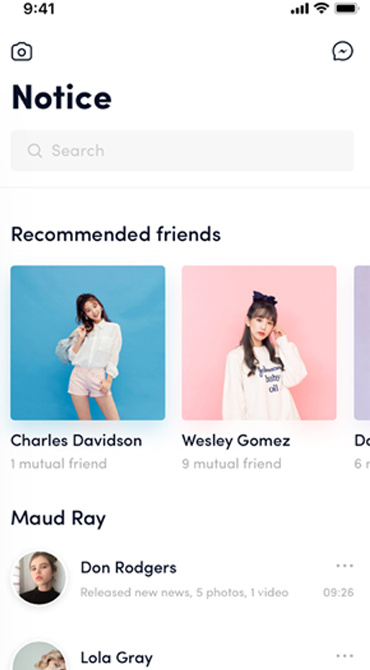 9:41
Notice
Search
Recommended friends
Charles Davidson
1 mutual friend
Wesley Gomez
9 mutual friend
Maud Ray
Don Rodgers
Released new news, 5 photos, 1 video
09:26
Lola Gray